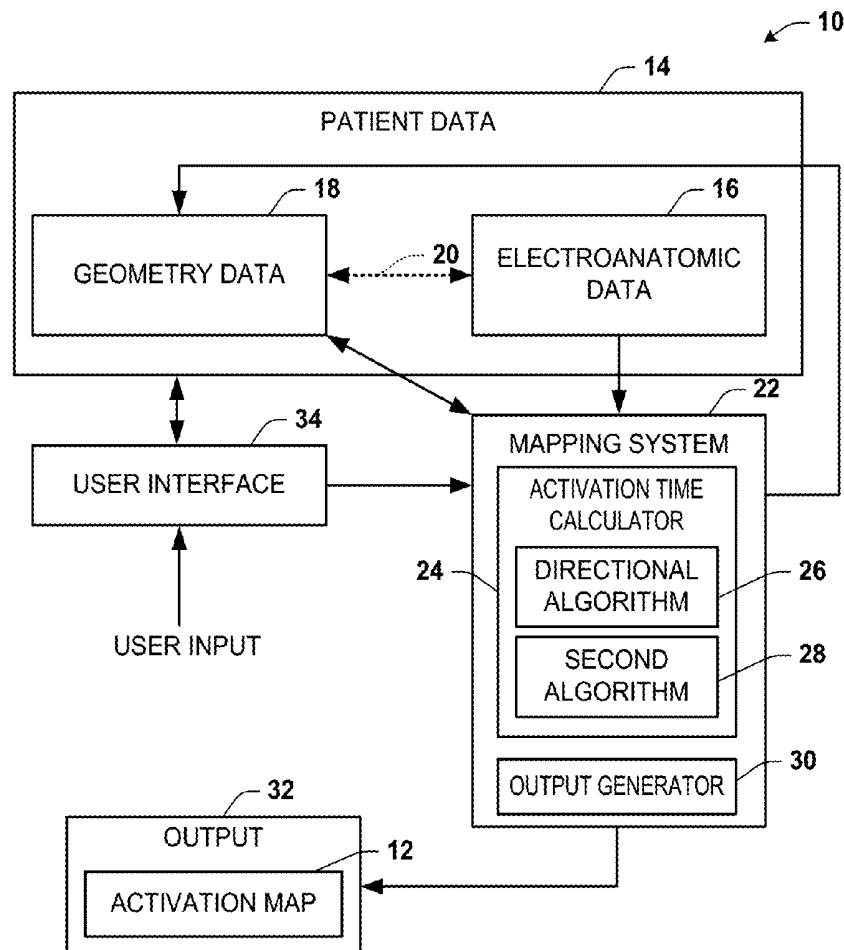 10
14
PATIENT DATA
18
16
GEOMETRY DATA
20
ELECTROANATOMIC
DATA
22
34
MAPPING SYSTEM
USER INTERFACE
ACTIVATION TIME
CALCULATOR
24
DIRECTIONAL
ALGORITHM
26
USER INPUT
SECOND
ALGORITHM
28
30
OUTPUT GENERATOR
32
OUTPUT
12
ACTIVATION MAP